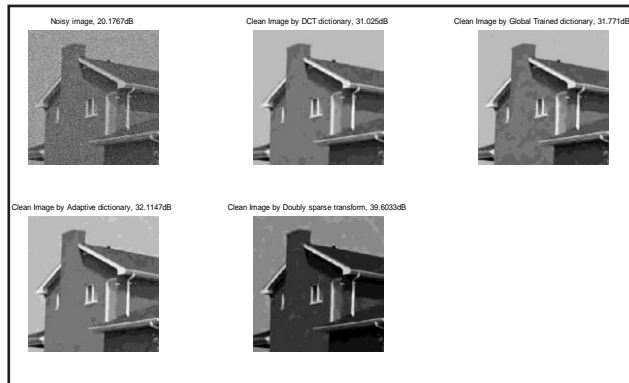 Noisy image, 20.1767dB
Clean Image by DCT dictionary, 31.025dB
Clean Image by Global Trained dictionary, 31.771dB
Clean Image by Adaptive dictionary, 32.1147dB
Clean Image by Doubly sparse transform, 39.6033dB